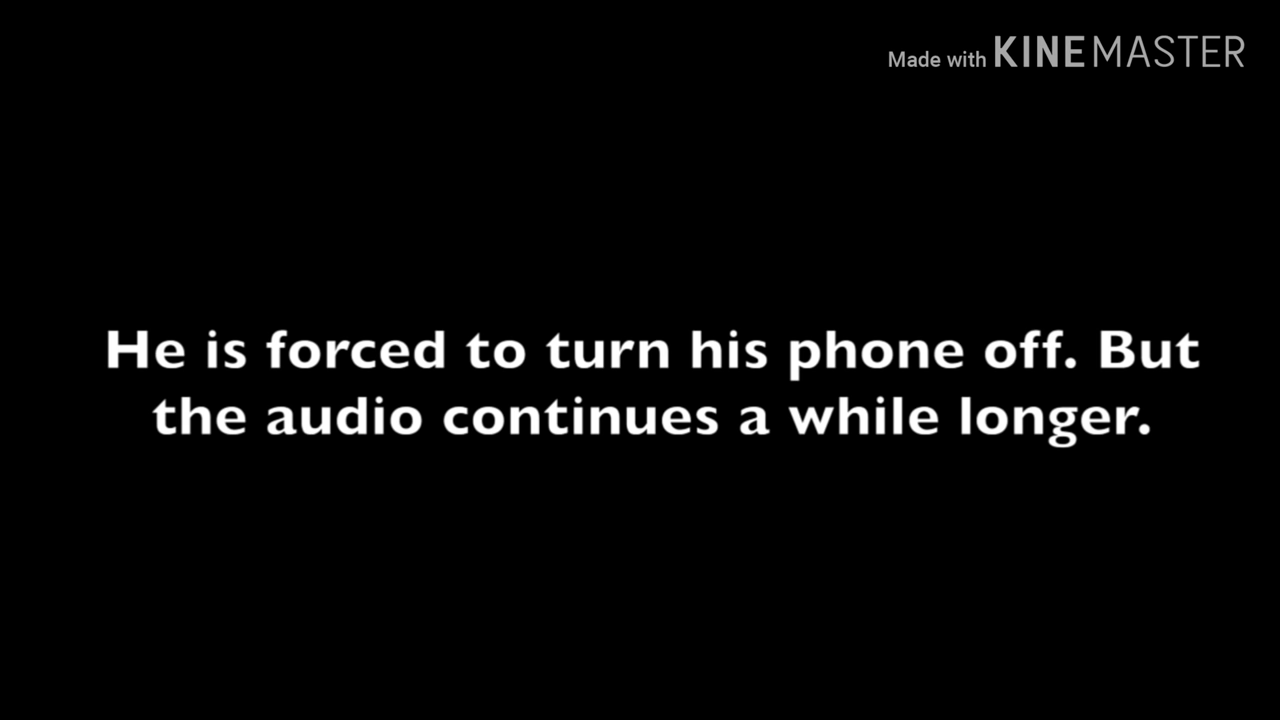 Made with KINEMASTER
He is forced to turn his phone off. But
the audio continues a while longer.